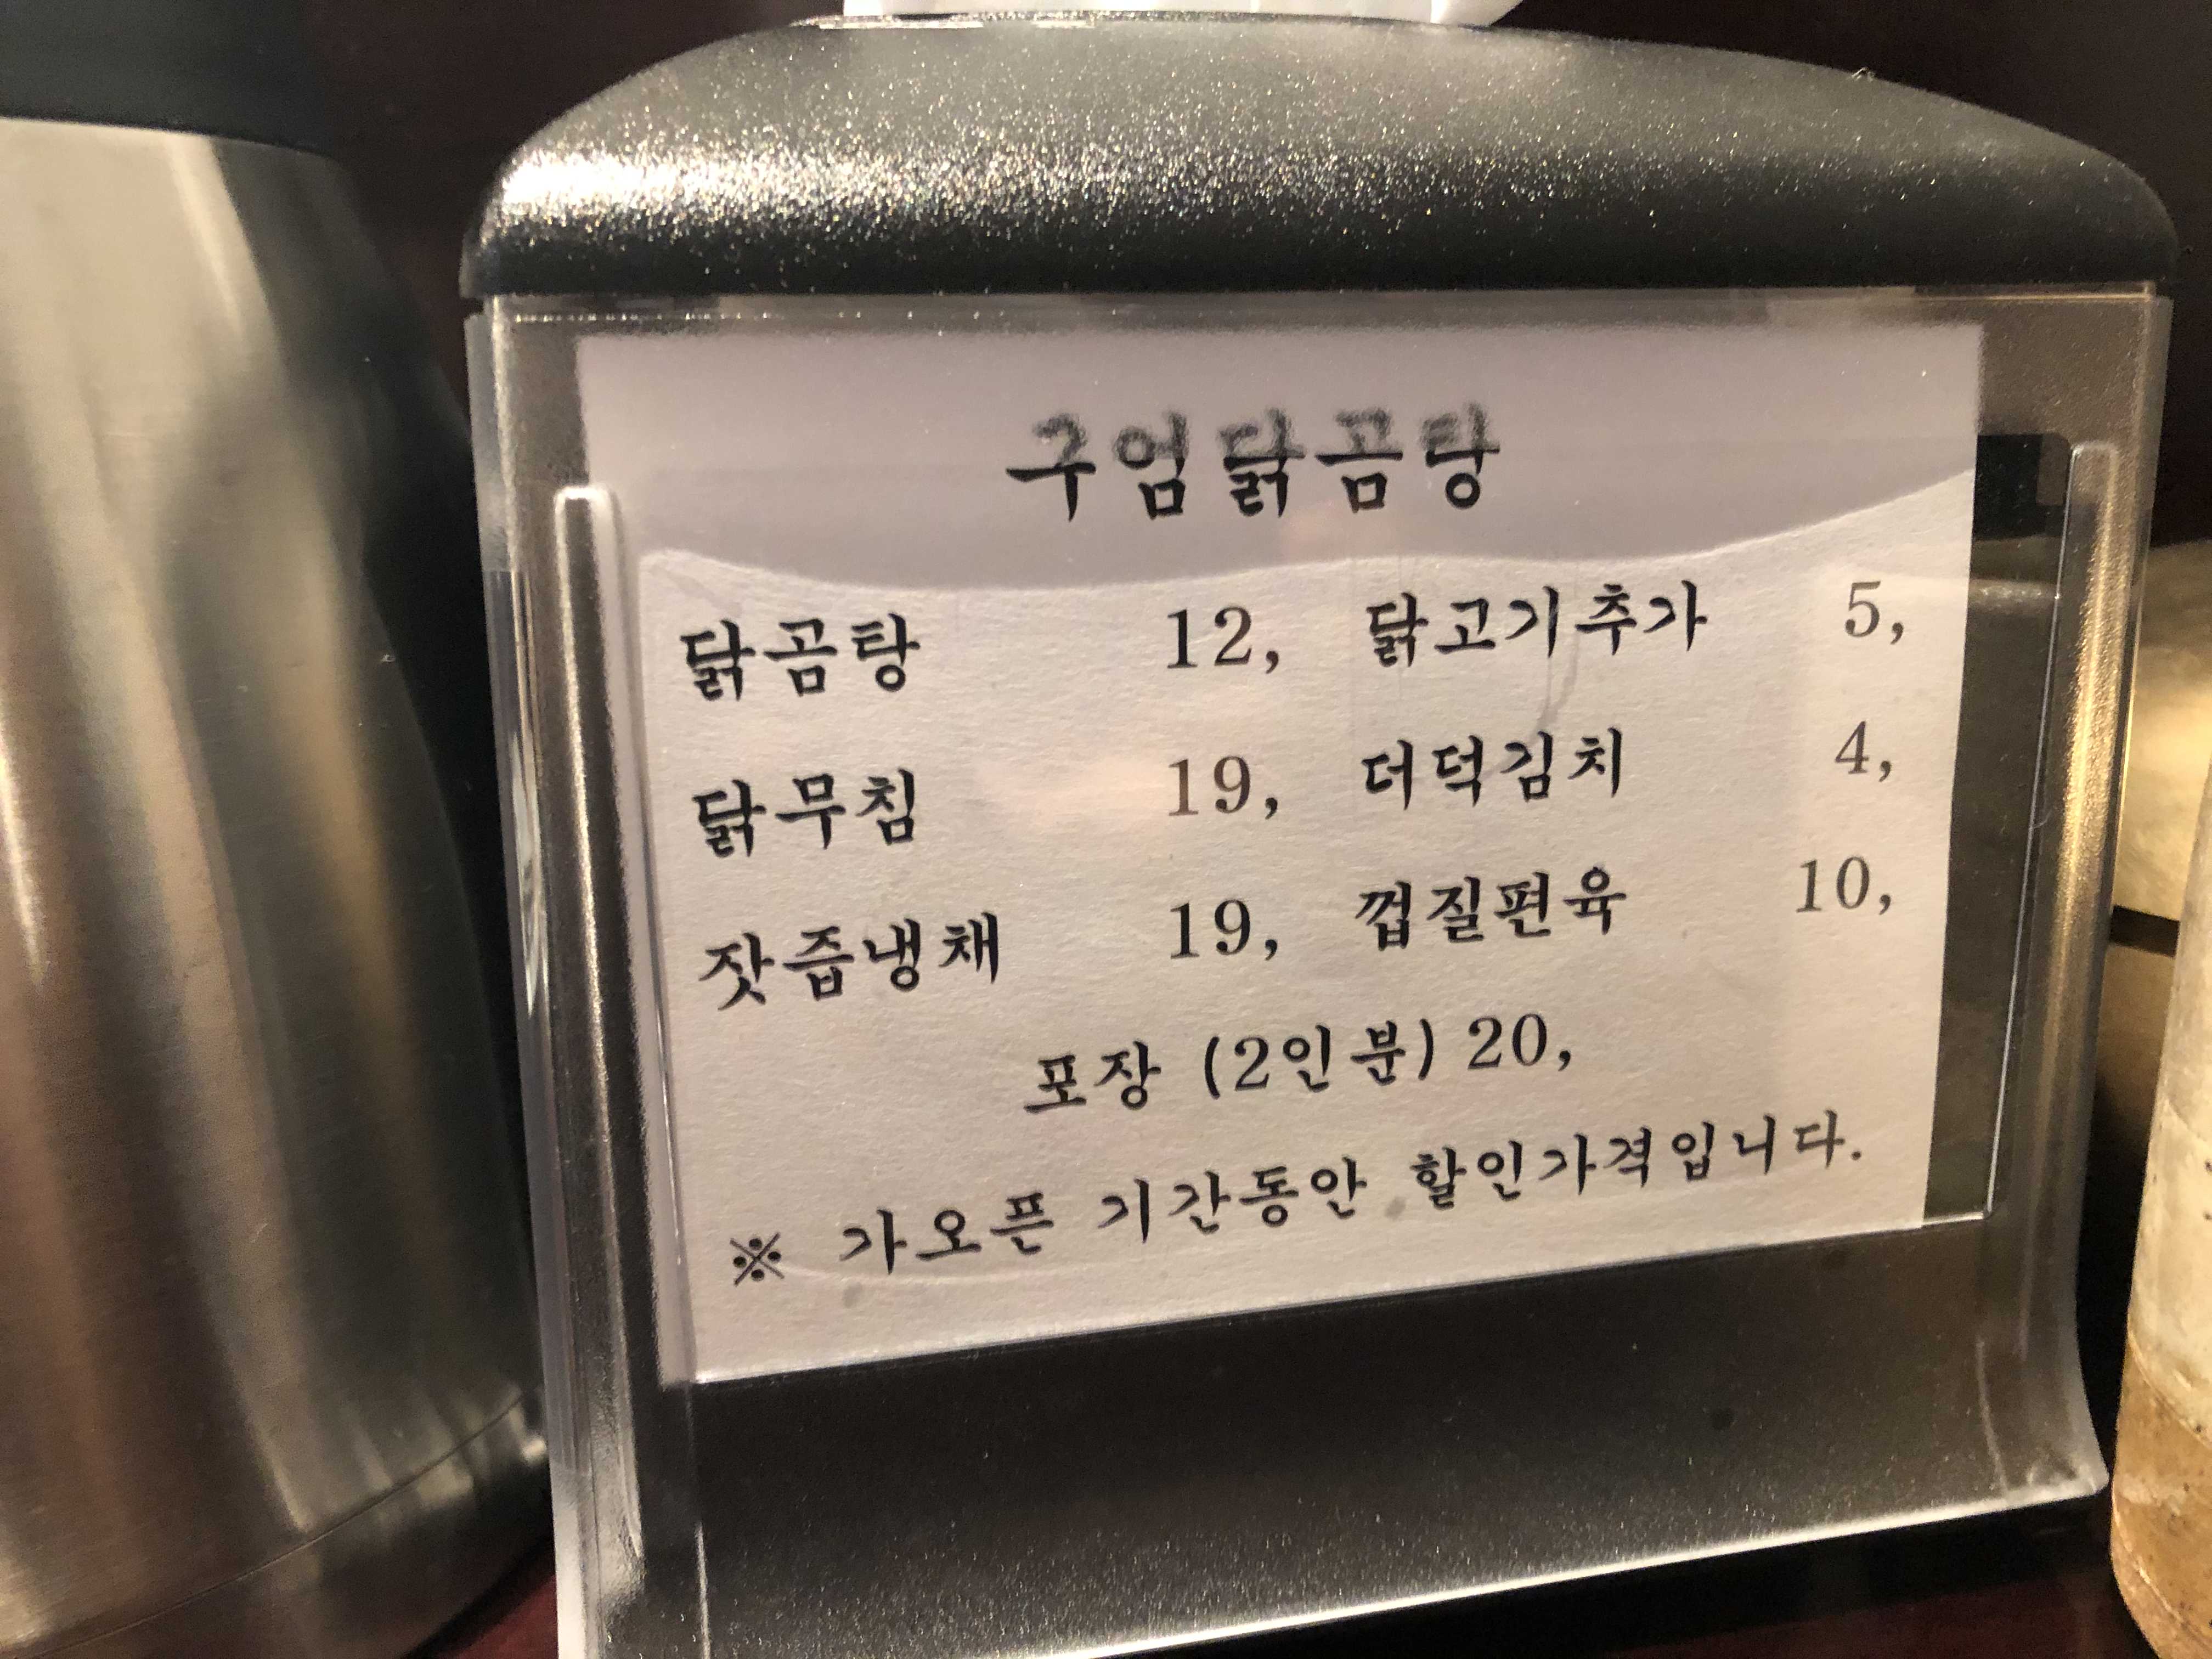 구엄닭곰탕
닭곰탕 12, 닭고기추가 5,
닭무침 19, 더덕김치 4,
잣즙냉채 19, 껍질편육 10,
포장 (2인분) 20,
※ 가오픈 기간동안 할인가격입니다.